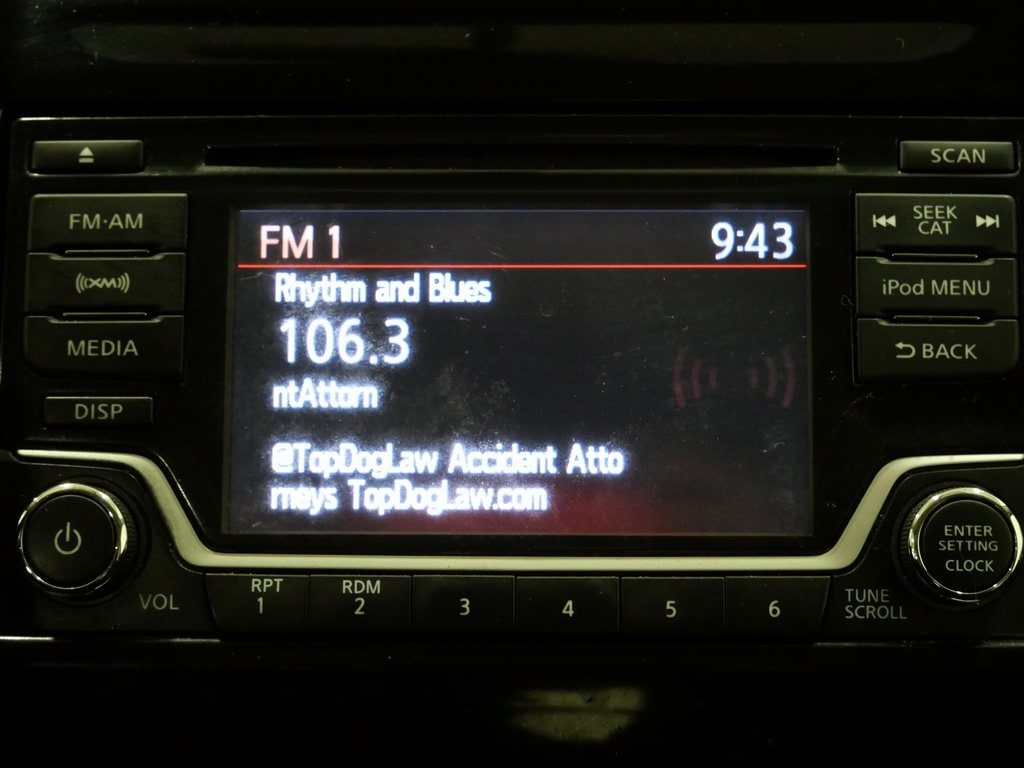 SCAN
FM·AM
SEEK
CAT
XM
iPod MENU
MEDIA
BACK
DISP
FM 1
9:43
Rhythm and Blues
106.3
ntAttorn
@TopDogLaw Accident Atto
rneys TopDogLaw.com
ENTER
SETTING
CLOCK
VOL
RPT
1
RDM
2
3
4
5
6
TUNE
SCROLL